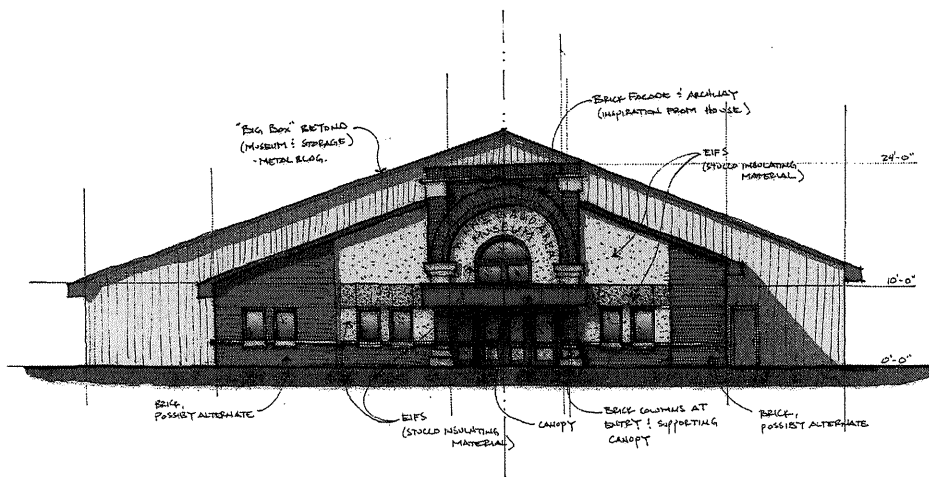 BRICK FACADE & ARCHWAY
(INSPIRATION FROM HOUSE)
"BIG BOX" BEYOND
(MUSEUM & STORAGE)
- METAL BLDG.
EIFS
(STUCCO INSULATING
MATERIAL)
24'-0"
MUSEUM
10'-0"
0'-0"
BRICK,
POSSIBY ALTERNATE
EIFS
(STUCCO INSULATING
MATERIAL)
CANOPY
BRICK COLUMNS AT
ENTRY & SUPPORTING
CANOPY
BRICK,
POSSIBY ALTERNATE